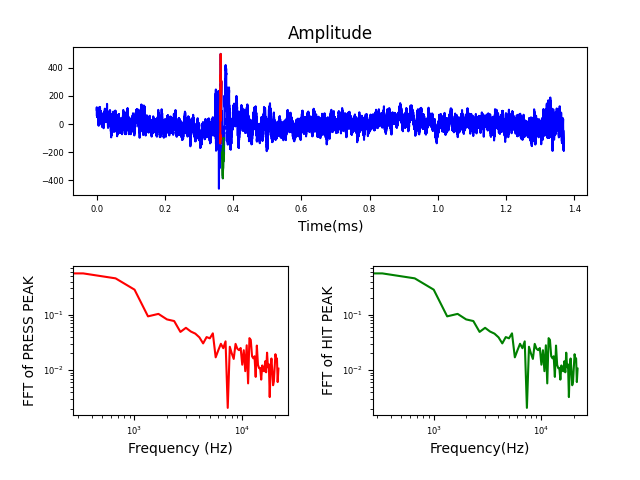 Amplitude
400
200
0
−200
−400
0.0 0.2 0.4 0.6 0.8 1.0 1.2 1.4
Time(ms)
FFT of PRESS PEAK
10⁻¹
10⁻²
10³ 10⁴
Frequency (Hz)
FFT of HIT PEAK
10⁻¹
10⁻²
10³ 10⁴
Frequency(Hz)